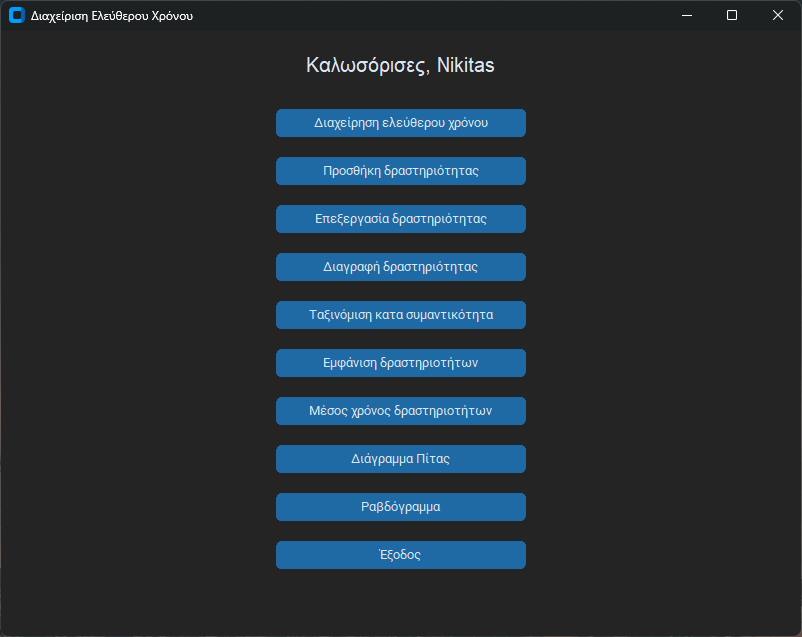 Διαχείριση Ελεύθερου Χρόνου
Καλωσόρισες, Nikitas
Διαχείρηση ελεύθερου χρόνου
Προσθήκη δραστηριότητας
Επεξεργασία δραστηριότητας
Διαγραφή δραστηριότητας
Ταξινόμιση κατα συμαντικότητα
Εμφάνιση δραστηριοτήτων
Μέσος χρόνος δραστηριοτήτων
Διάγραμμα Πίτας
Ραβδόγραμμα
Έξοδος